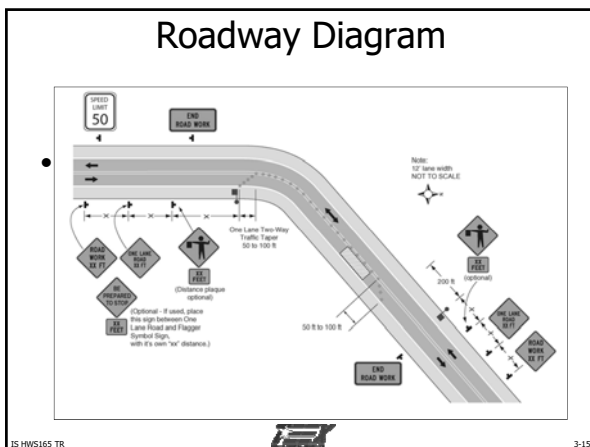 Roadway Diagram
SPEED
LIMIT
50
END
ROAD WORK
Note:
12' lane width
NOT TO SCALE
ROAD
WORK
XX FT
ONE LANE
ROAD
XX FT
XX
FEET
(Distance plaque
optional)
One Lane Two-Way
Traffic Taper
50 to 100 ft
BE
PREPARED
TO STOP
XX
FEET
(Optional - If used, place
this sign between One
Lane Road and Flagger
Symbol Sign,
with it's own "xx" distance.)
XX
FEET
(optional)
200 ft
50 ft to 100 ft
ONE LANE
ROAD
XX FT
ROAD
WORK
XX FT
END
ROAD WORK
IS HWS165 TR
3-15